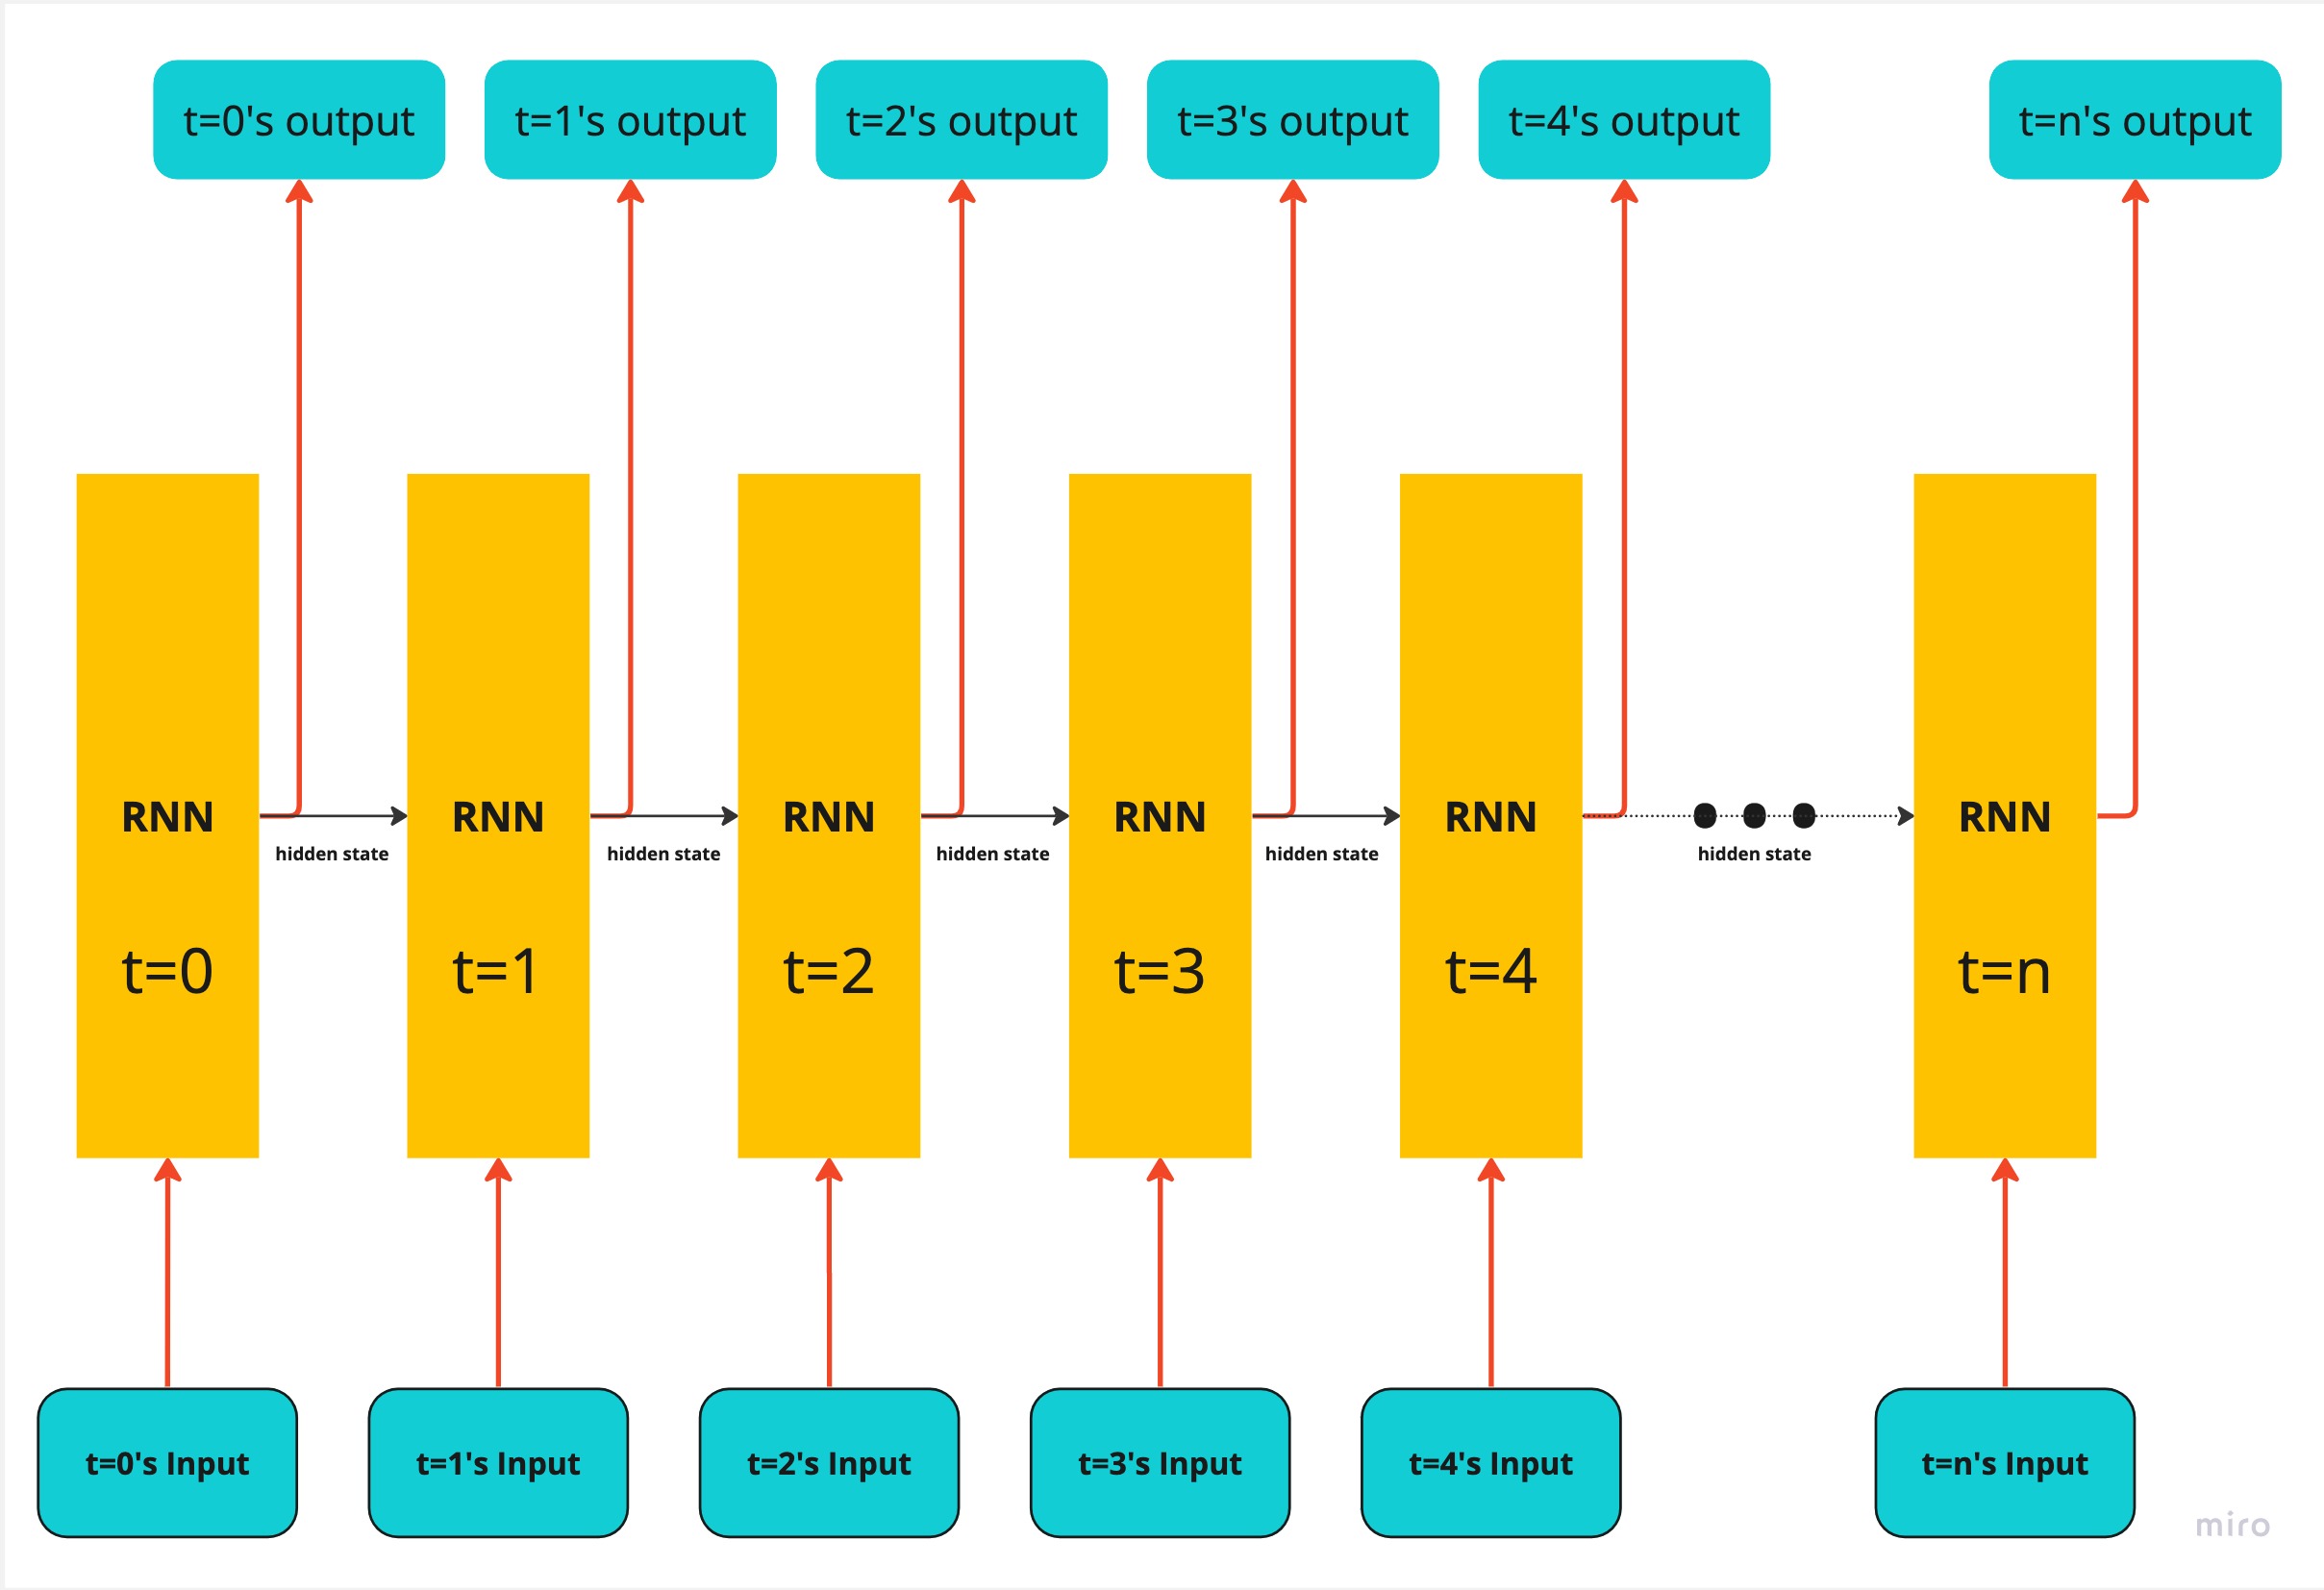 t=0's output
t=1's output
t=2's output
t=3's output
t=4's output
t=n's output
RNN
RNN
RNN
RNN
RNN
RNN
hidden state
hidden state
hidden state
hidden state
hidden state
t=0
t=1
t=2
t=3
t=4
t=n
t=0's Input
t=1's Input
t=2's Input
t=3's Input
t=4's Input
t=n's Input
miro